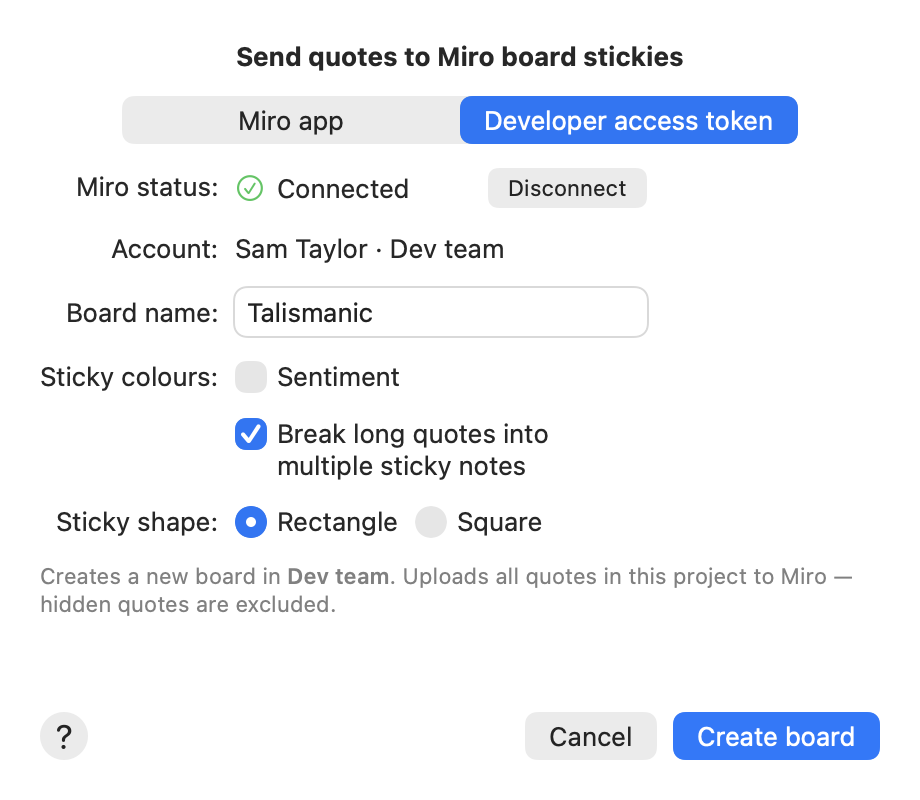 Send quotes to Miro board stickies
Miro app
Developer access token
Miro status: Connected
Disconnect
Account: Sam Taylor · Dev team
Board name: Talismanic
Sticky colours: Sentiment
Break long quotes into
multiple sticky notes
Sticky shape: Rectangle Square
Creates a new board in Dev team. Uploads all quotes in this project to Miro —
hidden quotes are excluded.
?
Cancel
Create board